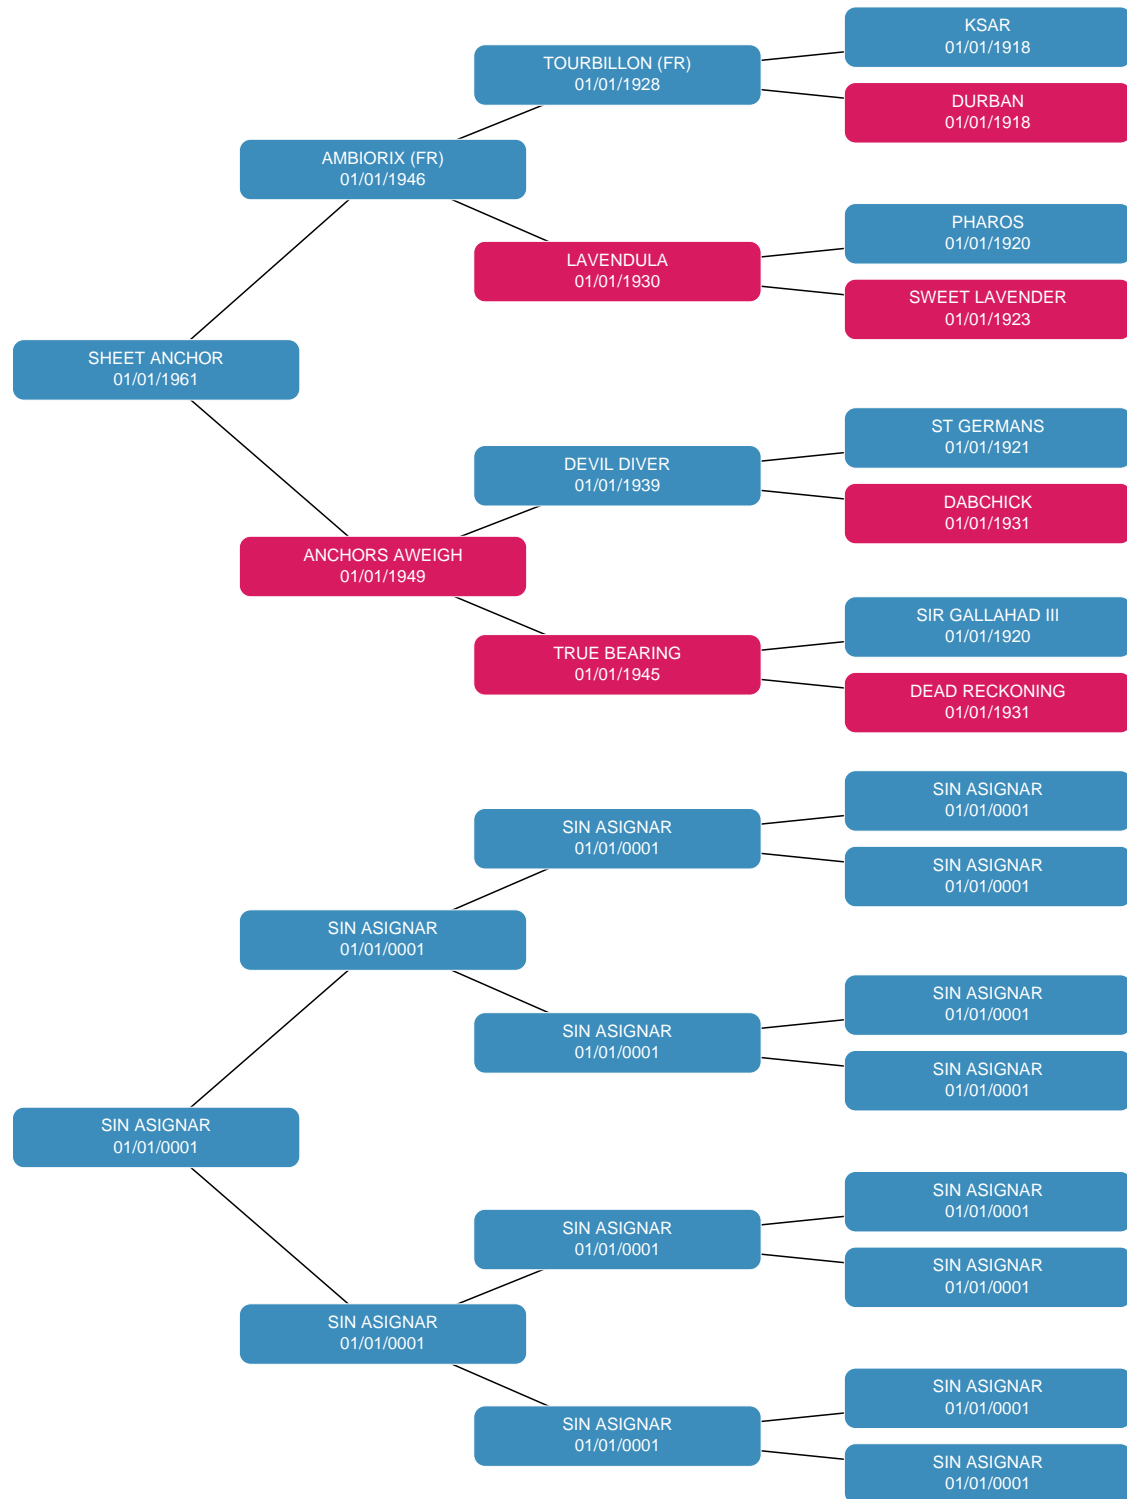 KSAR
01/01/1918
TOURBILLON (FR)
01/01/1928
DURBAN
01/01/1918
AMBIORIX (FR)
01/01/1946
PHAROS
01/01/1920
LAVENDULA
01/01/1930
SWEET LAVENDER
01/01/1923
SHEET ANCHOR
01/01/1961
ST GERMANS
01/01/1921
DEVIL DIVER
01/01/1939
DABCHICK
01/01/1931
ANCHORS AWEIGH
01/01/1949
SIR GALLAHAD III
01/01/1920
TRUE BEARING
01/01/1945
DEAD RECKONING
01/01/1931
SIN ASIGNAR
01/01/0001
SIN ASIGNAR
01/01/0001
SIN ASIGNAR
01/01/0001
SIN ASIGNAR
01/01/0001
SIN ASIGNAR
01/01/0001
SIN ASIGNAR
01/01/0001
SIN ASIGNAR
01/01/0001
SIN ASIGNAR
01/01/0001
SIN ASIGNAR
01/01/0001
SIN ASIGNAR
01/01/0001
SIN ASIGNAR
01/01/0001
SIN ASIGNAR
01/01/0001
SIN ASIGNAR
01/01/0001
SIN ASIGNAR
01/01/0001
SIN ASIGNAR
01/01/0001